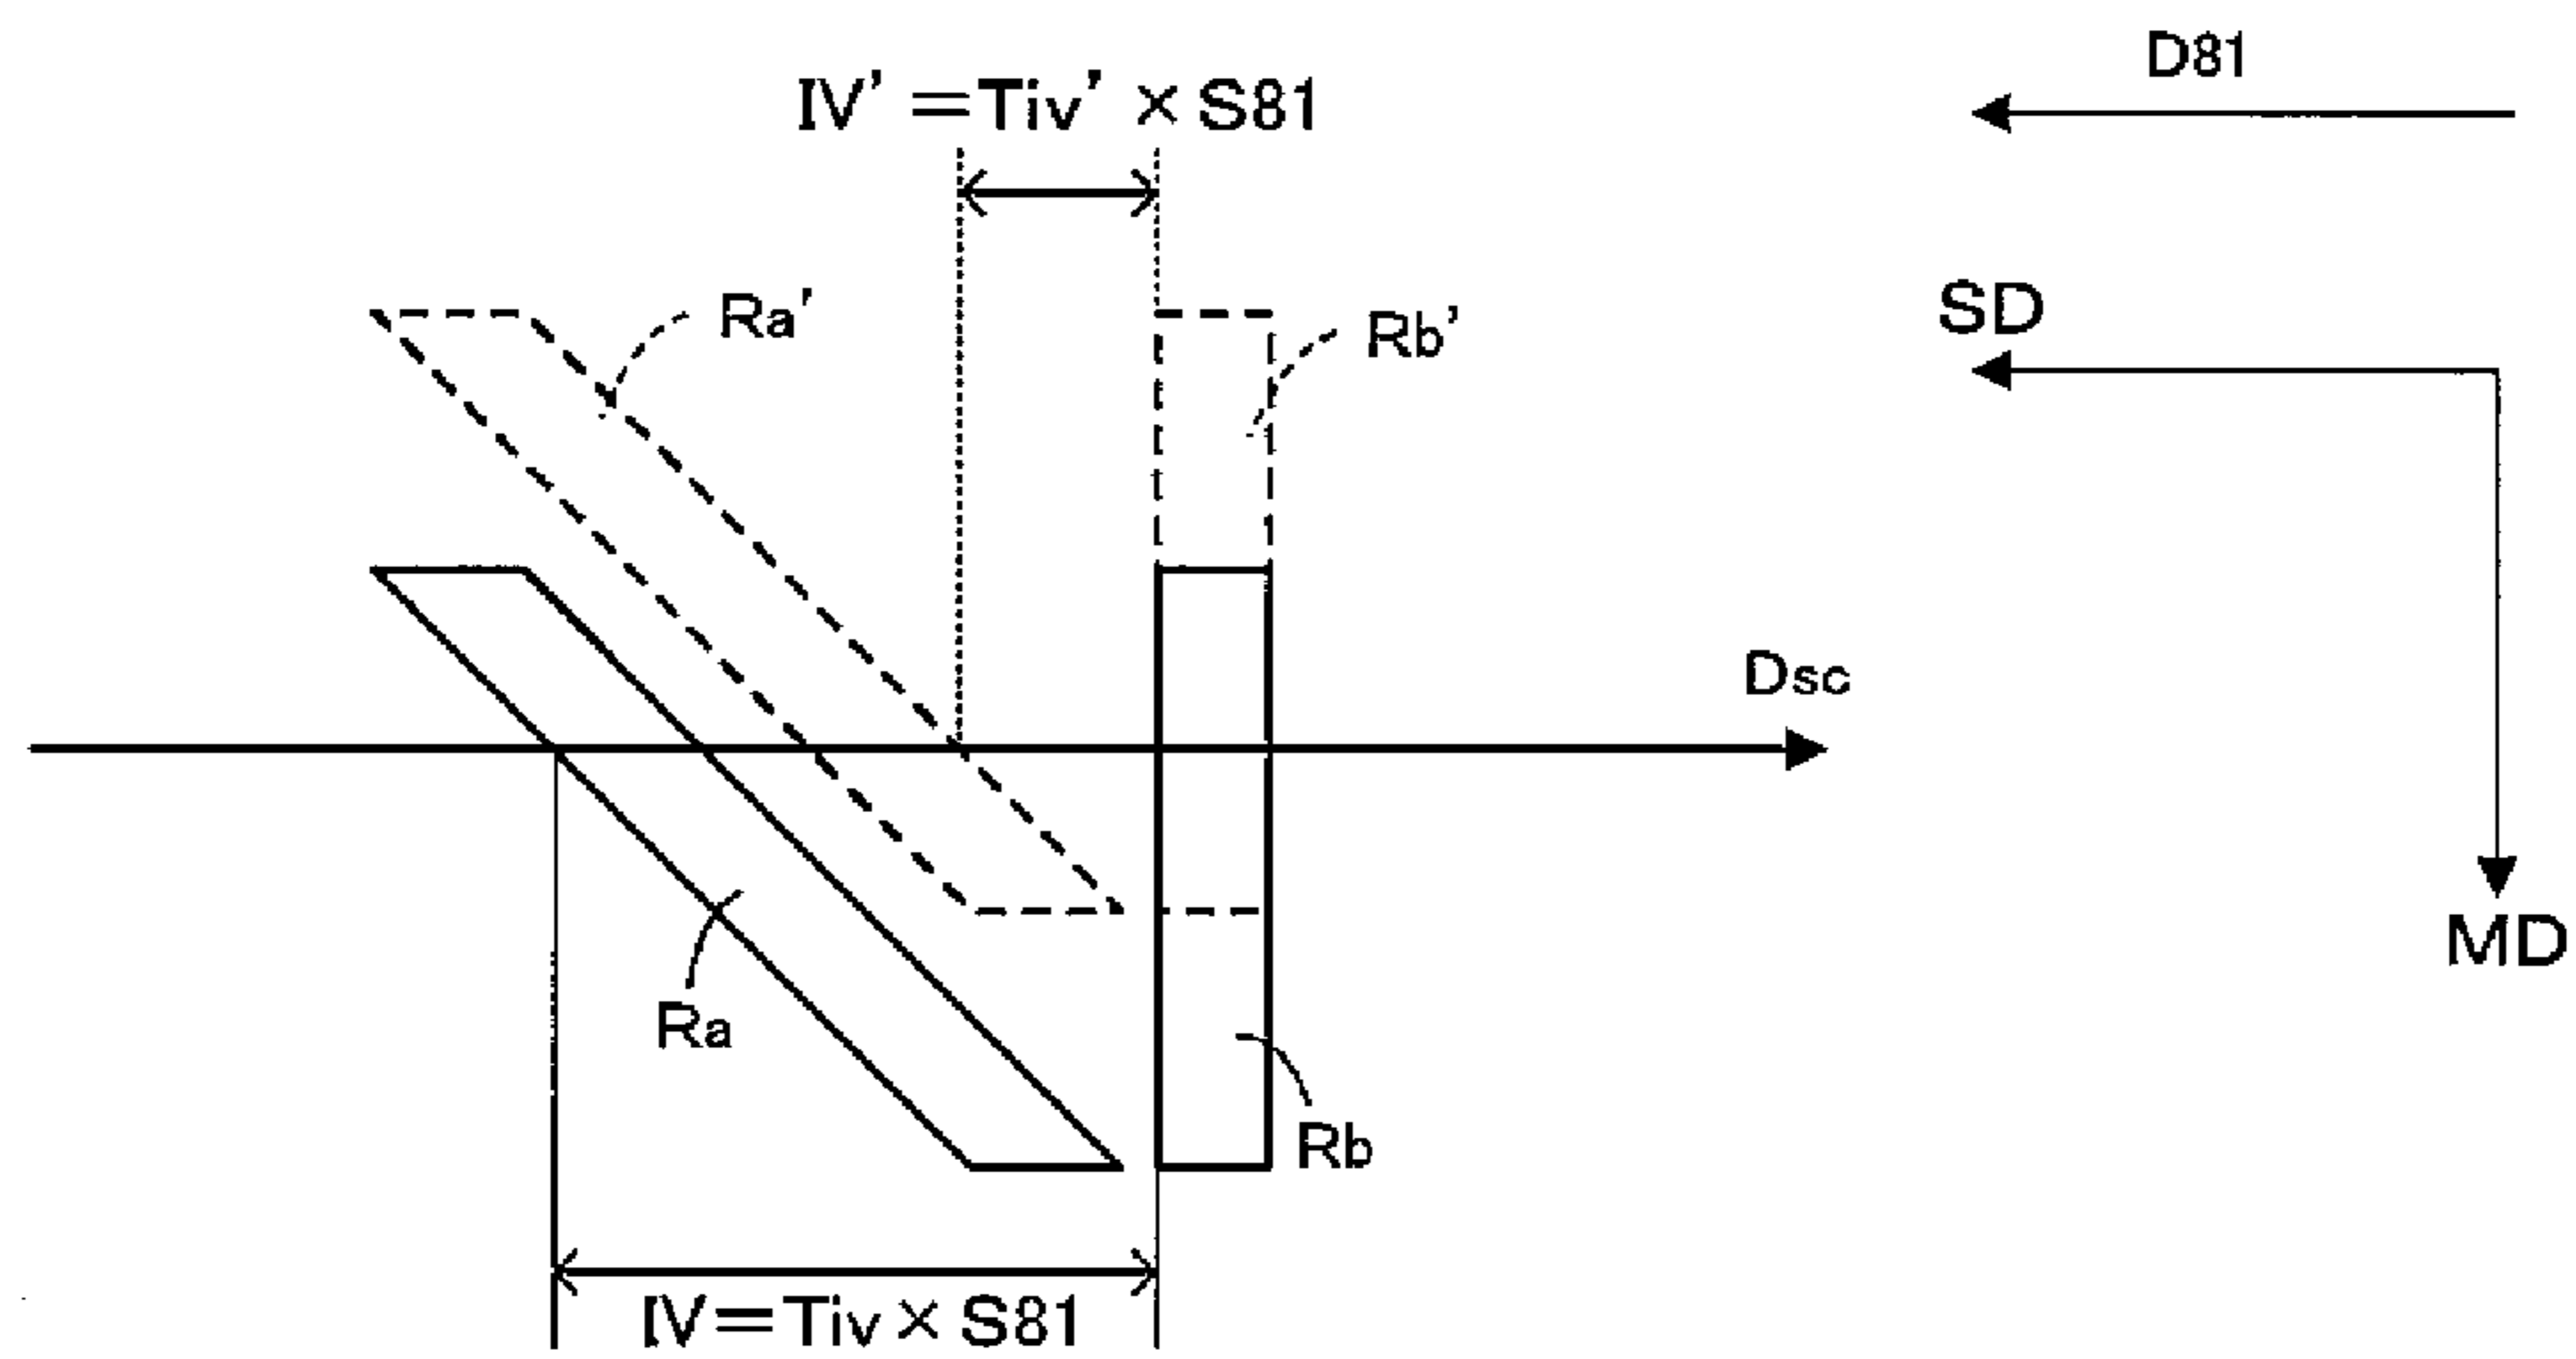 D81
IV’=Tiv’×S81
SD
Ra’
Rb’
Dsc
MD
Ra
Rb
IV=Tiv×S81